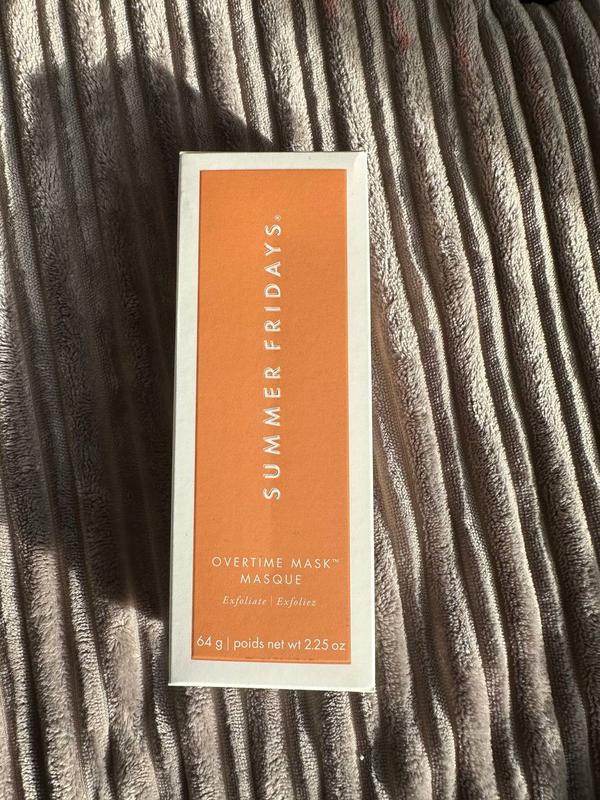 SUMMER FRIDAYS®
OVERTIME MASK™
MASQUE
Exfoliate | Exfoliez
64 g | poids net wt 2.25 oz